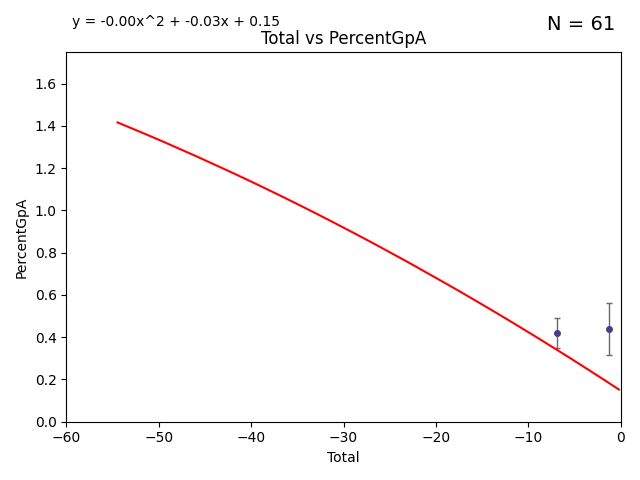 y = -0.00x^2 + -0.03x + 0.15
N = 61
Total vs PercentGpA
PercentGpA
1.6
1.4
1.2
1.0
0.8
0.6
0.4
0.2
0.0
−60 −50 −40 −30 −20 −10 0
Total